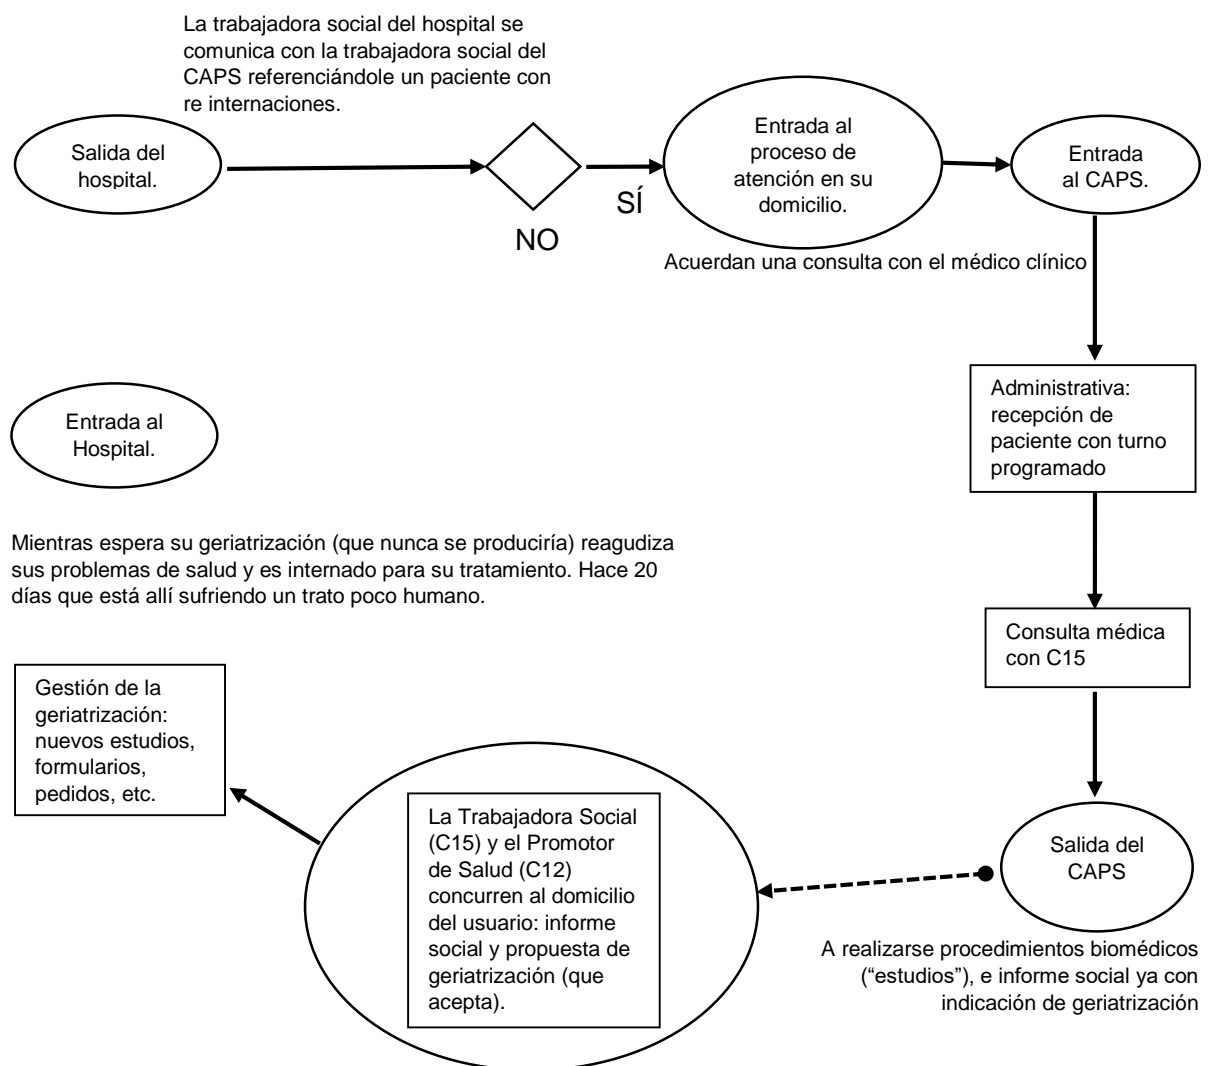 La trabajadora social del hospital se
comunica con la trabajadora social del
CAPS referenciándole un paciente con
re internaciones.
Salida del
hospital.
NO
SÍ
Entrada al
proceso de
atención en su
domicilio.
Entrada
al CAPS.
Acuerdan una consulta con el médico clínico
Administrativa:
recepción de
paciente con turno
programado
Entrada al
Hospital.
Mientras espera su geriatrización (que nunca se produciría) reagudiza
sus problemas de salud y es internado para su tratamiento. Hace 20
días que está allí sufriendo un trato poco humano.
Consulta médica
con C15
Gestión de la
geriatrización:
nuevos estudios,
formularios,
pedidos, etc.
La Trabajadora Social
(C15) y el Promotor
de Salud (C12)
concurren al domicilio
del usuario: informe
social y propuesta de
geriatrización (que
acepta).
Salida del
CAPS
A realizarse procedimientos biomédicos
(“estudios”), e informe social ya con
indicación de geriatrización